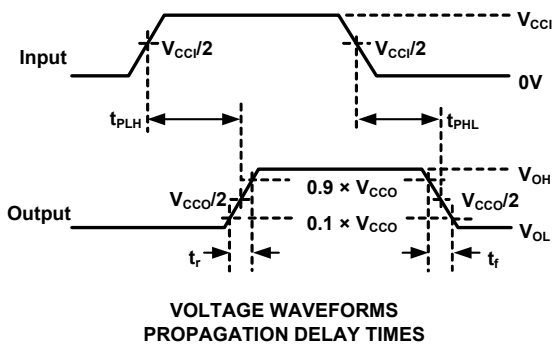 V_CCI
V_CCI/2
V_CCI/2
Input
0V
t_PLH
t_PHL
V_OH
0.9 × V_CCO
V_CCO/2
V_CCO/2
Output
0.1 × V_CCO
V_OL
t_r
t_f
VOLTAGE WAVEFORMS
PROPAGATION DELAY TIMES